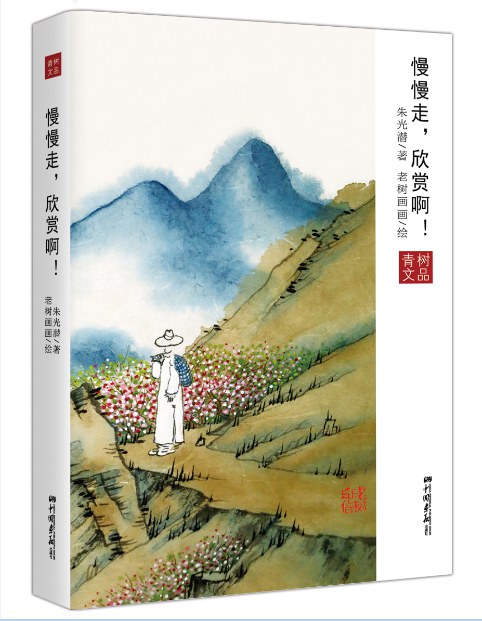 青树
文品
慢慢走，欣赏啊！
朱光潜/著
老树画画/绘
慢慢走，欣赏啊！
朱光潜/著 老树画画/绘
青树
文品